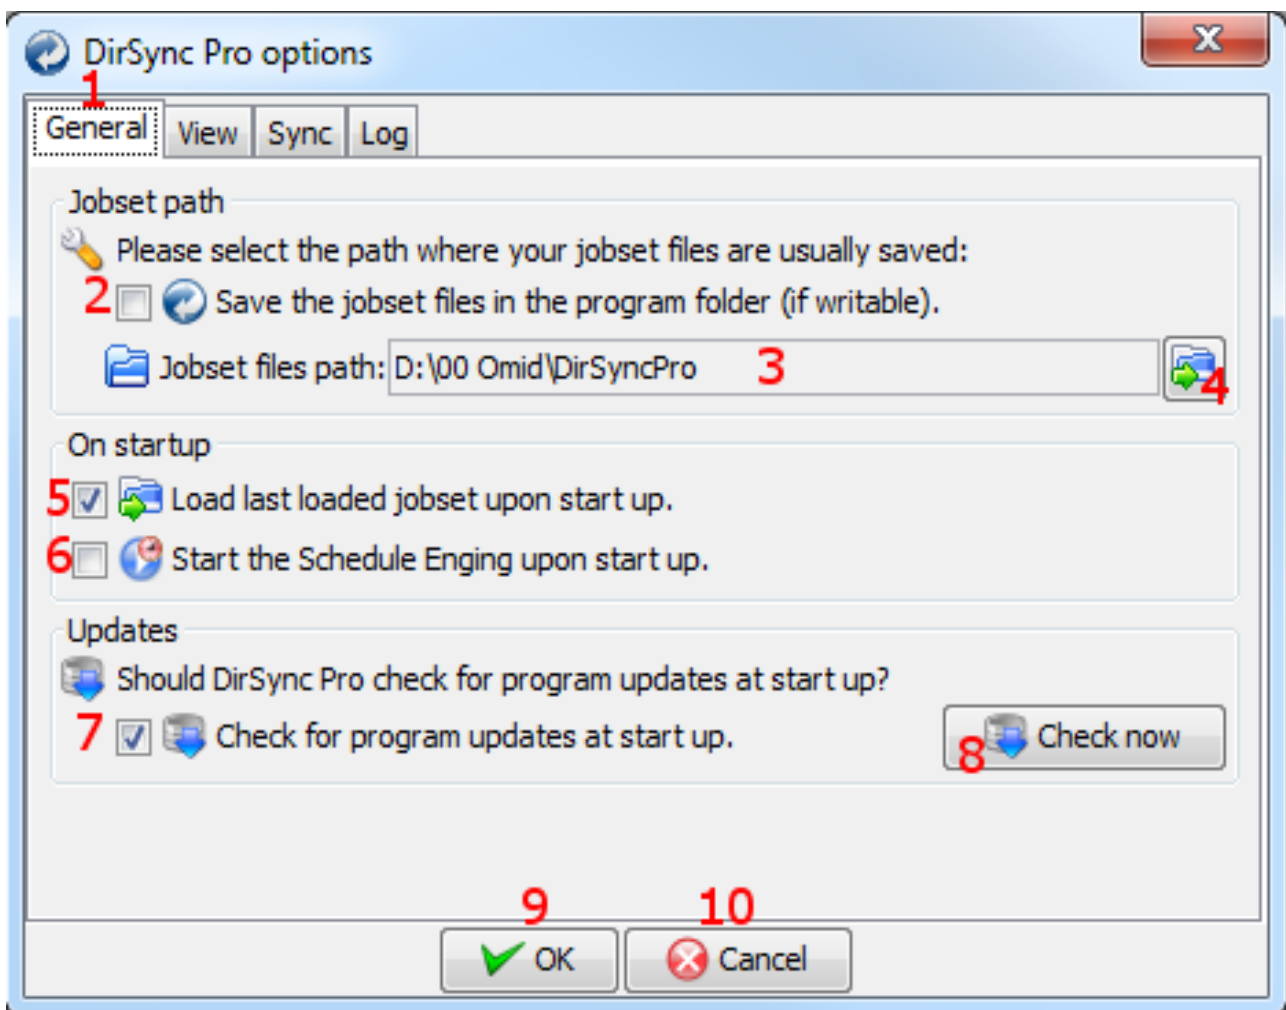 DirSync Pro options
1
General View Sync Log
Jobset path
Please select the path where your jobset files are usually saved:
2 Save the jobset files in the program folder (if writable).
Jobset files path: D:\00 Omid\DirSyncPro 3 4
On startup
5 Load last loaded jobset upon start up.
6 Start the Schedule Enging upon start up.
Updates
Should DirSync Pro check for program updates at start up?
7 Check for program updates at start up. 8 Check now
9 10
OK Cancel